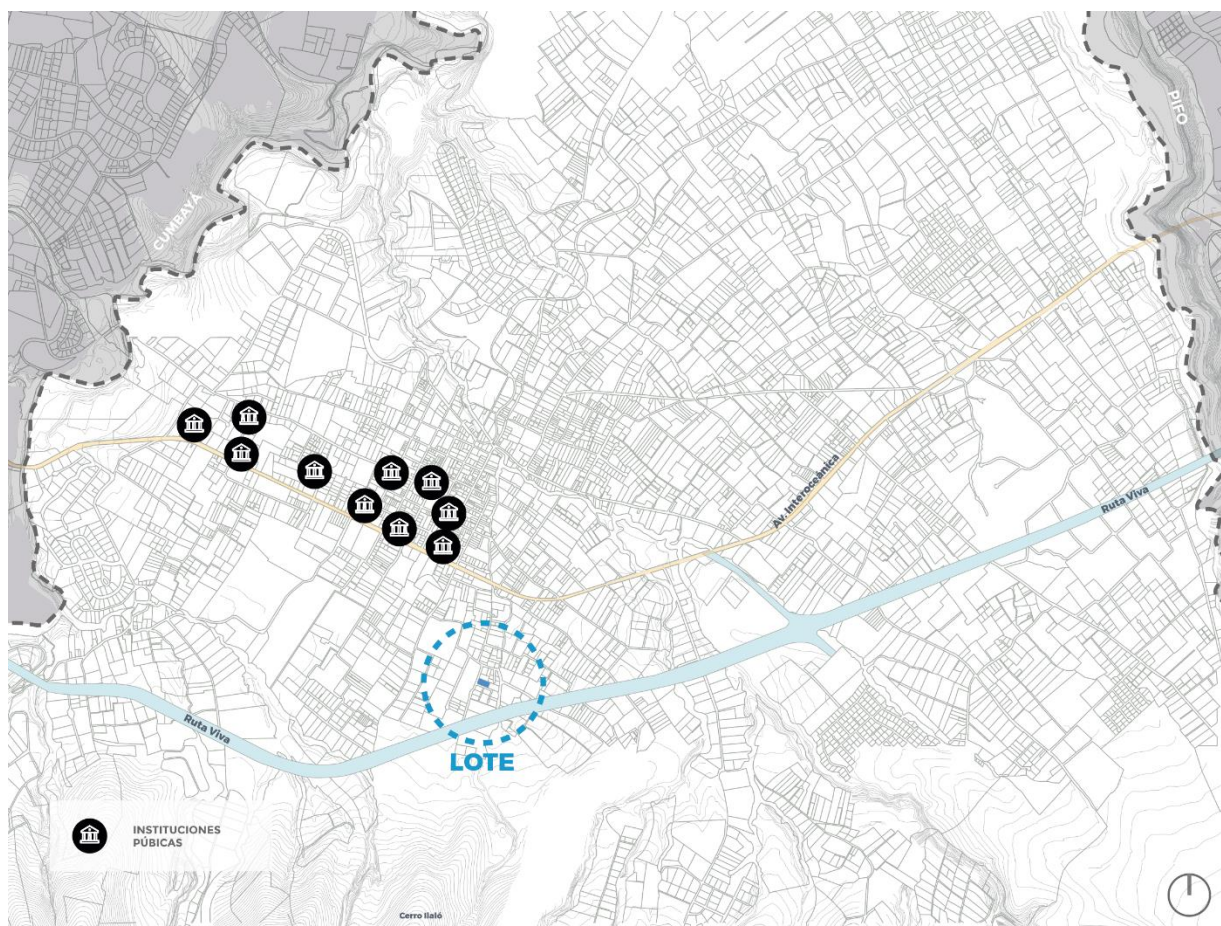 PIFO
CUMBAYÁ
Av. Interoceánica
Ruta Viva
Ruta Viva
LOTE
INSTITUCIONES
PÚBICAS
Cerro Ilaló